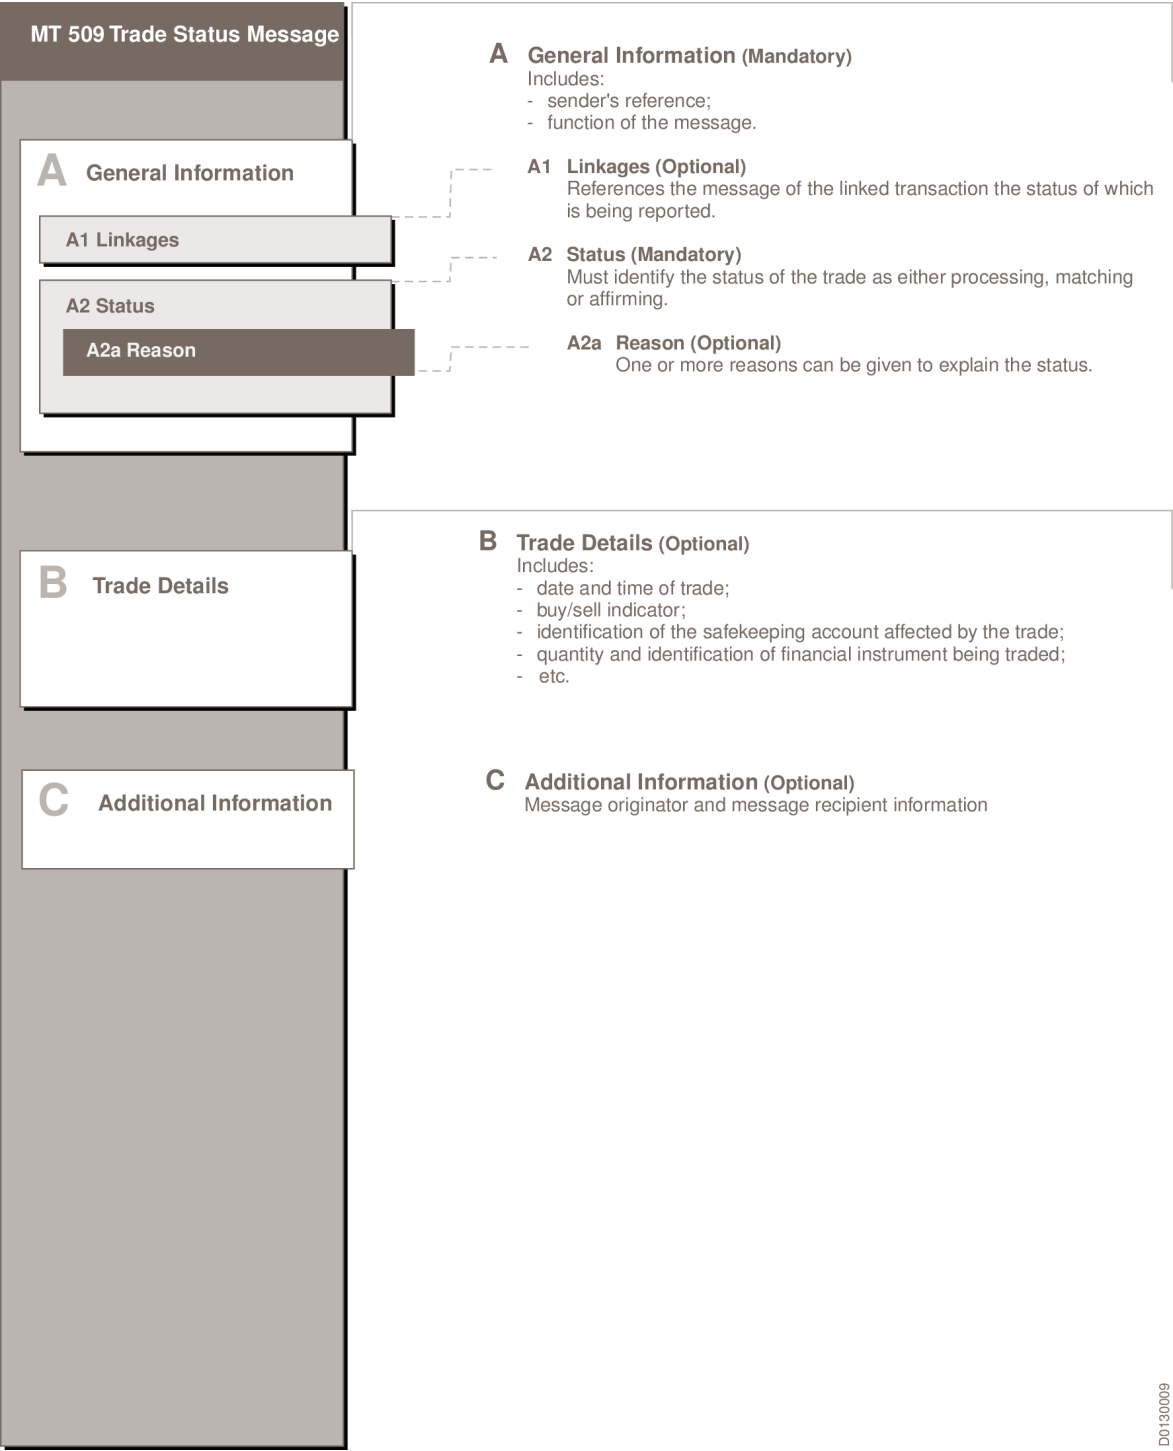 MT 509 Trade Status Message
A General Information
A1 Linkages
A2 Status
A2a Reason
B Trade Details
C Additional Information
A General Information (Mandatory)
Includes:
- sender's reference;
- function of the message.
A1 Linkages (Optional)
References the message of the linked transaction the status of which
is being reported.
A2 Status (Mandatory)
Must identify the status of the trade as either processing, matching
or affirming.
A2a Reason (Optional)
One or more reasons can be given to explain the status.
B Trade Details (Optional)
Includes:
- date and time of trade;
- buy/sell indicator;
- identification of the safekeeping account affected by the trade;
- quantity and identification of financial instrument being traded;
- etc.
C Additional Information (Optional)
Message originator and message recipient information
D0130009